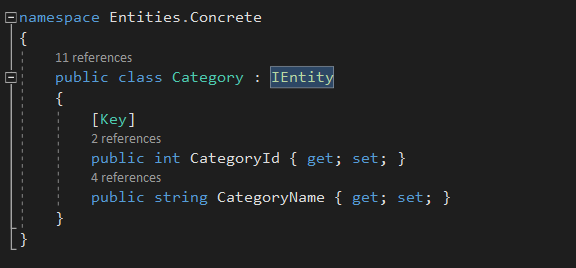 namespace Entities.Concrete
{
11 references
public class Category : IEntity
{
[Key]
2 references
public int CategoryId { get; set; }
4 references
public string CategoryName { get; set; }
}
}